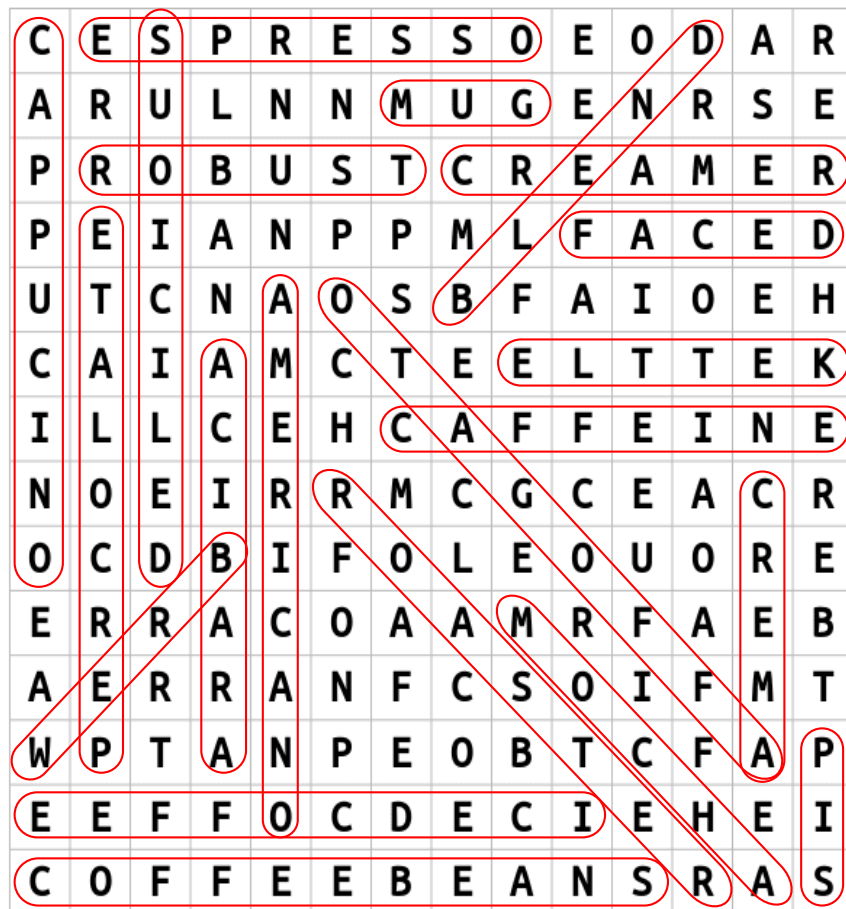 C E S P R E S S O E O D A R
A R U L N N M U G E N R S E
P R O B U S T C R E A M E R
P E I A N P P M L F A C E D
U T C N A O S B F A I O E H
C A I A M C T E E L T T E K
I L L C E H C A F F E I N E
N O E I R R M C G C E A C R
O C D B I F O L E O U O R E
E R R A C O A A M R F A E B
A E R R A N F C S O I F M T
W P T A N P E O B T C F A P
E E F F O C D E C I E H E I
C O F F E E B E A N S R A S